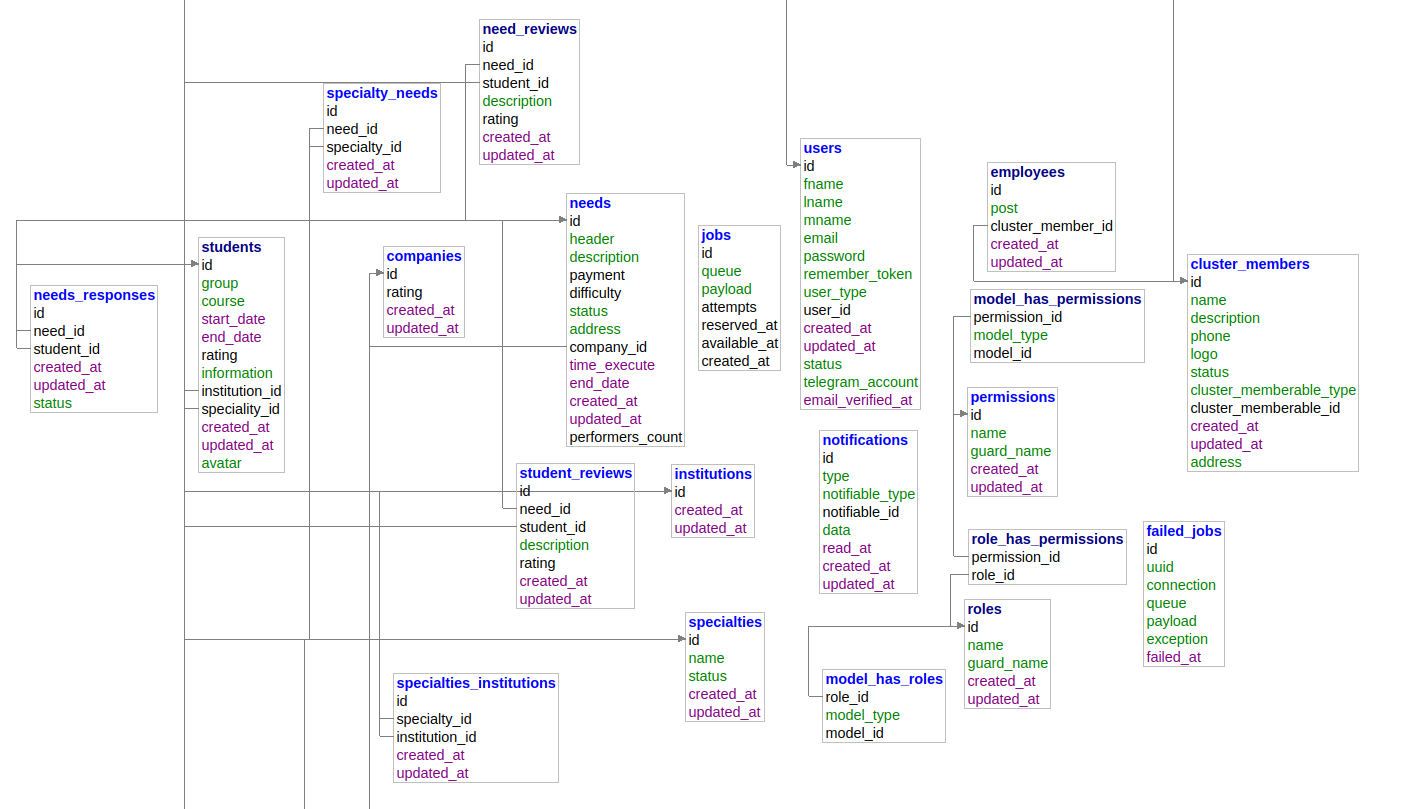 need_reviews
id
need_id
student_id
description
rating
created_at
updated_at
specialty_needs
id
need_id
specialty_id
created_at
updated_at
users
id
fname
lname
mname
email
password
remember_token
user_type
user_id
created_at
updated_at
status
telegram_account
email_verified_at
employees
id
post
cluster_member_id
created_at
updated_at
needs
id
header
description
payment
difficulty
status
address
company_id
time_execute
end_date
created_at
updated_at
performers_count
jobs
id
queue
payload
attempts
reserved_at
available_at
created_at
students
id
group
course
start_date
end_date
rating
information
institution_id
speciality_id
created_at
updated_at
avatar
companies
id
rating
created_at
updated_at
cluster_members
id
name
description
phone
logo
status
cluster_memberable_type
cluster_memberable_id
created_at
updated_at
address
needs_responses
id
need_id
student_id
created_at
updated_at
status
model_has_permissions
permission_id
model_type
model_id
permissions
id
name
guard_name
created_at
updated_at
notifications
id
type
notifiable_type
notifiable_id
data
read_at
created_at
updated_at
student_reviews
id
need_id
student_id
description
rating
created_at
updated_at
institutions
id
created_at
updated_at
role_has_permissions
permission_id
role_id
failed_jobs
id
uuid
connection
queue
payload
exception
failed_at
roles
id
name
guard_name
created_at
updated_at
specialties
id
name
status
created_at
updated_at
model_has_roles
role_id
model_type
model_id
specialties_institutions
id
specialty_id
institution_id
created_at
updated_at